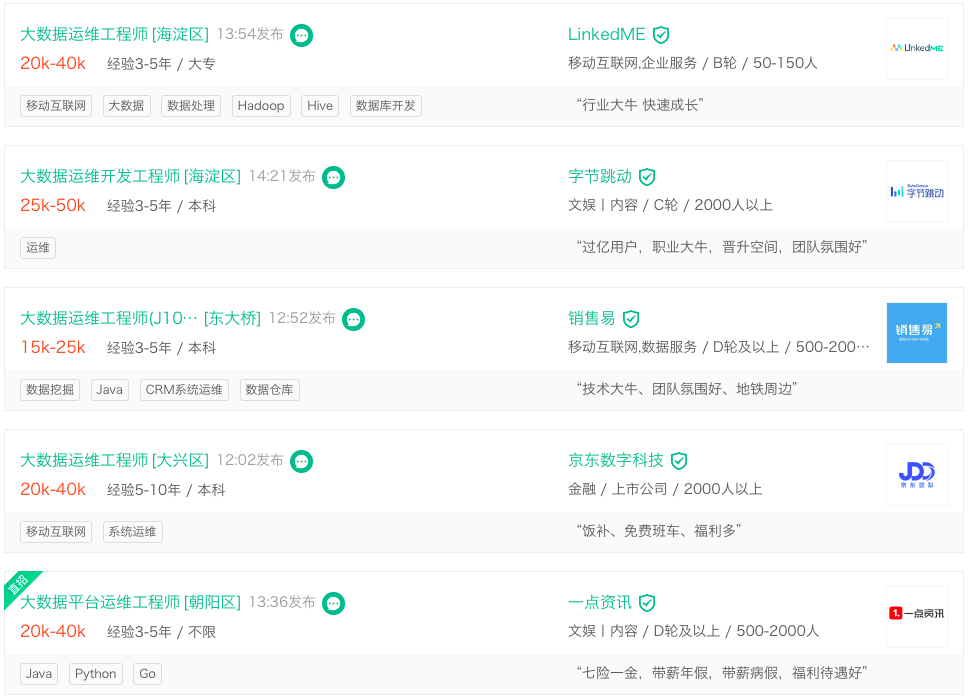 大数据运维工程师 [海淀区] 13:54发布
LinkedME
20k-40k 经验3-5年 / 大专
移动互联网,企业服务 / B轮 / 50-150人
LInkedME
移动互联网 大数据 数据处理 Hadoop Hive 数据库开发
“行业大牛 快速成长”
大数据运维开发工程师 [海淀区] 14:21发布
字节跳动
25k-50k 经验3-5年 / 本科
文娱丨内容 / C轮 / 2000人以上
ByteDance
字节跳动
运维
“过亿用户，职业大牛，晋升空间，团队氛围好”
大数据运维工程师(J10··· [东大桥] 12:52发布
销售易
15k-25k 经验3-5年 / 本科
移动互联网,数据服务 / D轮及以上 / 500-200···
销售易
数据挖掘 Java CRM系统运维 数据仓库
“技术大牛、团队氛围好、地铁周边”
大数据运维工程师 [大兴区] 12:02发布
京东数字科技
20k-40k 经验5-10年 / 本科
金融 / 上市公司 / 2000人以上
JDD
京东数科
移动互联网 系统运维
“饭补、免费班车、福利多”
直招
大数据平台运维工程师 [朝阳区] 13:36发布
一点资讯
20k-40k 经验3-5年 / 不限
文娱丨内容 / D轮及以上 / 500-2000人
1. 一点资讯
Java Python Go
“七险一金，带薪年假，带薪病假，福利待遇好”